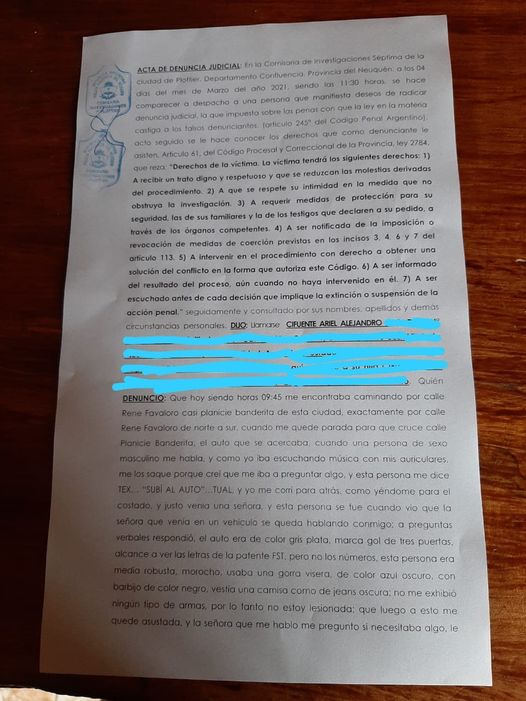 ACTA DE DENUNCIA JUDICIAL: En la Comisaria de Investigaciones Séptima de la
ciudad de Plottier, Departamento Confluencia, Provincia del Neuquén, a los 04
días del mes de Marzo del año 2021, siendo las 11:30 horas, se hace
comparecer a despacho a una persona que manifiesta deseos de radicar
denuncia judicial, la que impuesta sobre las penas con que la ley en la materia
castiga a los falsos denunciantes, (artículo 245° del Código Penal Argentino),
acto seguido se le hace conocer los derechos que como denunciante le
asisten, Artículo 61, del Código Procesal y Correccional de la Provincia, ley 2784,
que reza: "Derechos de la víctima. La víctima tendrá los siguientes derechos: 1)
A recibir un trato digno y respetuoso y que se reduzcan las molestias derivadas
del procedimiento. 2) A que se respete su intimidad en la medida que no
obstruya la investigación. 3) A requerir medidas de protección para su
seguridad, las de sus familiares y la de los testigos que declaren a su pedido, a
través de los órganos competentes. 4) A ser notificada de la imposición o
revocación de medidas de coerción previstas en los incisos 3, 4, 6 y 7 del
artículo 113. 5) A intervenir en el procedimiento con derecho a obtener una
solución del conflicto en la forma que autoriza este Código. 6) A ser informado
del resultado del proceso, aún cuando no haya intervenido en él. 7) A ser
escuchado antes de cada decisión que implique la extinción o suspensión de la
acción penal." seguidamente y consultado por sus nombres, apellidos y demás
circunstancias personales, DIJO: Llamarse CIFUENTE ARIEL ALEJANDRO
Quién
DENUNCIO: Que hoy siendo horas 09:45 me encontraba caminando por calle
Rene Favaloro casi planicie banderita de esta ciudad, exactamente por calle
Rene Favaloro de norte a sur, cuando me quede parada para que cruce calle
Planicie Banderita, el auto que se acercaba, cuando una persona de sexo
masculino me habla, y como ya iba escuchando música con mis auriculares,
me los saque porque creí que me iba a preguntar algo, y esta persona me dice
TEX... "SUBÍ AL AUTO"...TUAL, y yo me corrí para atrás, como yéndome para el
costado, y justo venia una señora, y esta persona se fue cuando vio que la
señora que venía en un vehículo se queda hablando conmigo; a preguntas
verbales respondió, el auto era de color gris plata, marca gol de tres puertas,
alcance a ver las letras de la patente FST, pero no los números, esta persona era
media robusta, morocho, usaba una gorra visera, de color azul oscuro, con
barbijo de color negro, vestía una camisa como de jeans oscura; no me exhibió
ningún tipo de armas, por lo tanto no estoy lesionada; que luego a esto me
quede asustada, y la señora que me hablo me pregunto si necesitaba algo, le